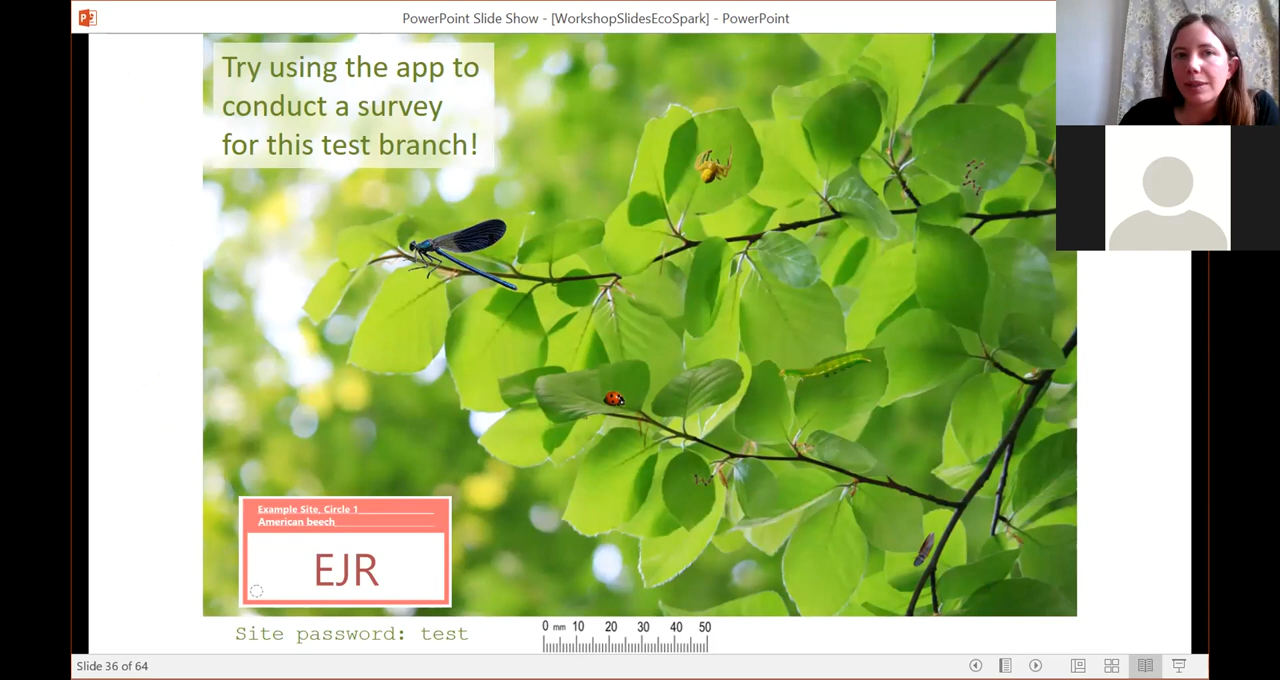 PowerPoint Slide Show - [WorkshopSlidesEcoSpark] - PowerPoint
Try using the app to
conduct a survey
for this test branch!
Example Site, Circle 1
American beech
EJR
Site password: test
0 mm 10 20 30 40 50
Slide 36 of 64